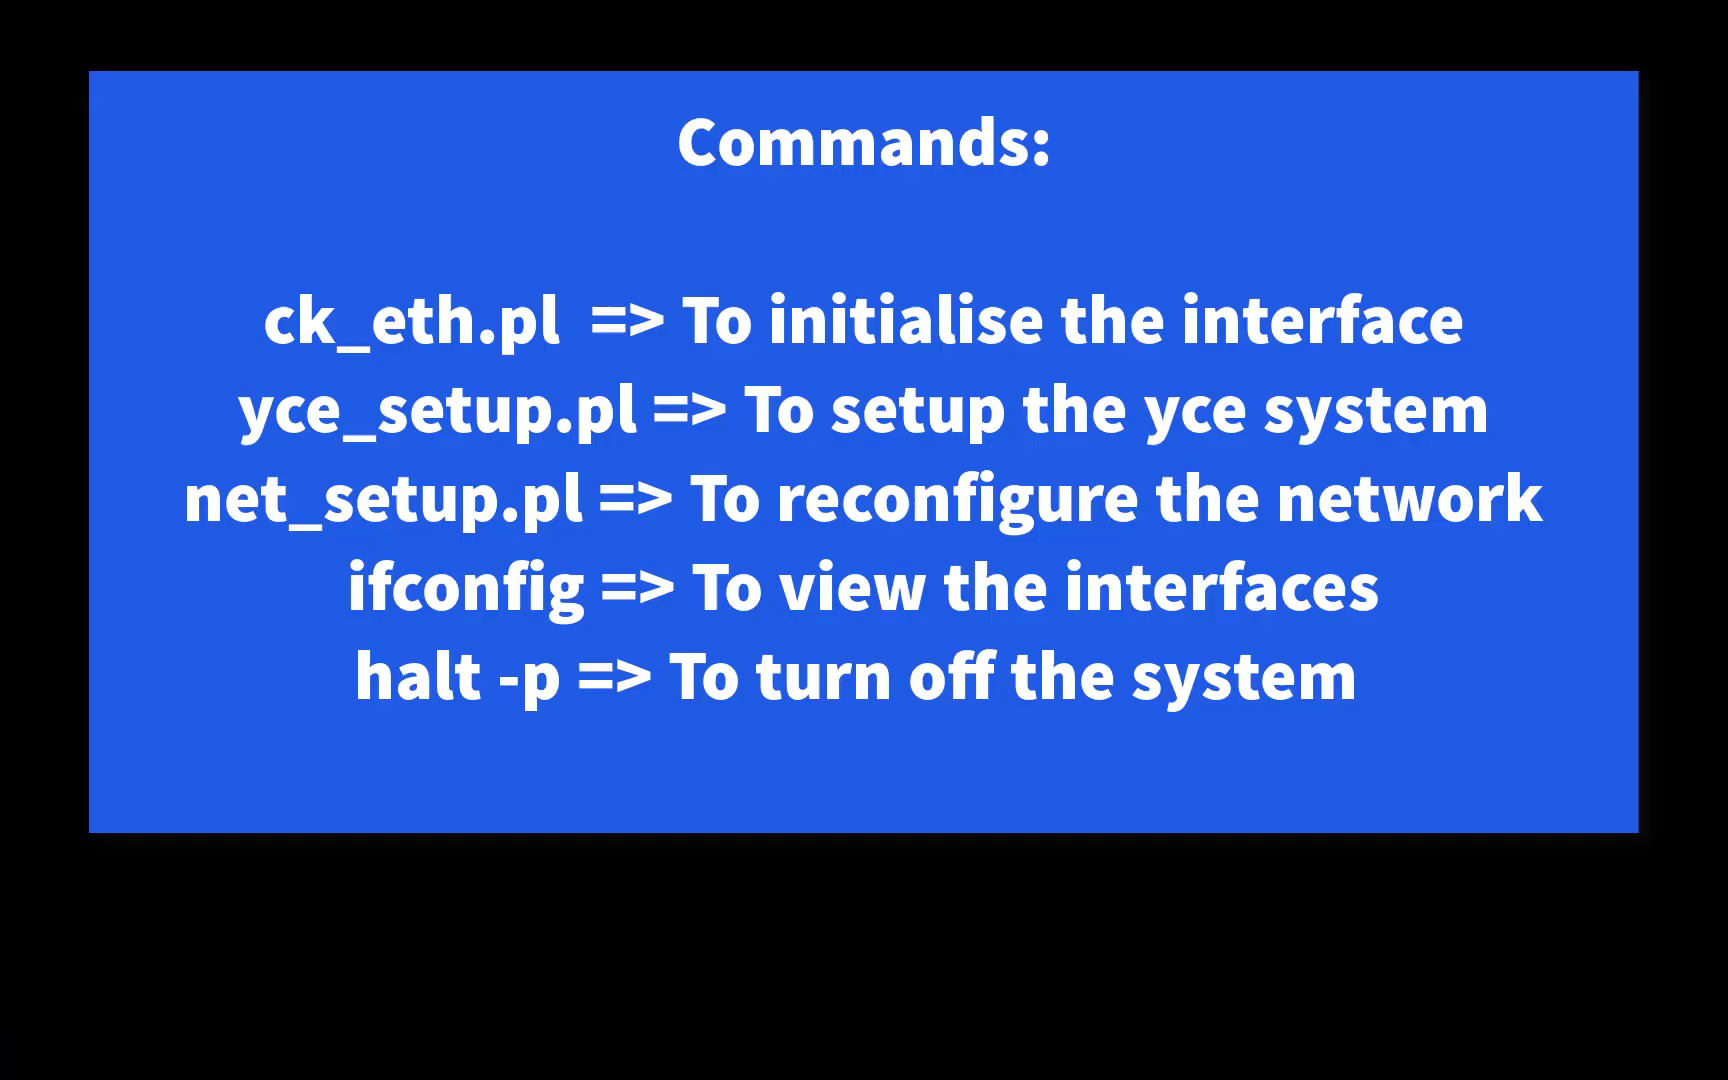 Commands:
ck_eth.pl  => To initialise the interface
yce_setup.pl => To setup the yce system
net_setup.pl => To reconfigure the network
ifconfig => To view the interfaces
halt -p => To turn off the system